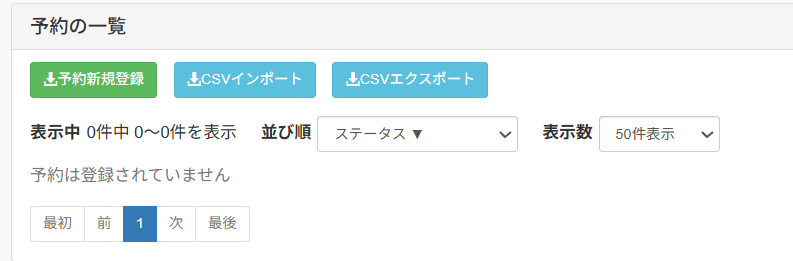 予約の一覧
予約新規登録 CSVインポート CSVエクスポート
表示中 0件中 0～0件を表示 並び順 ステータス ▼ 表示数 50件表示
予約は登録されていません
最初 前 1 次 最後